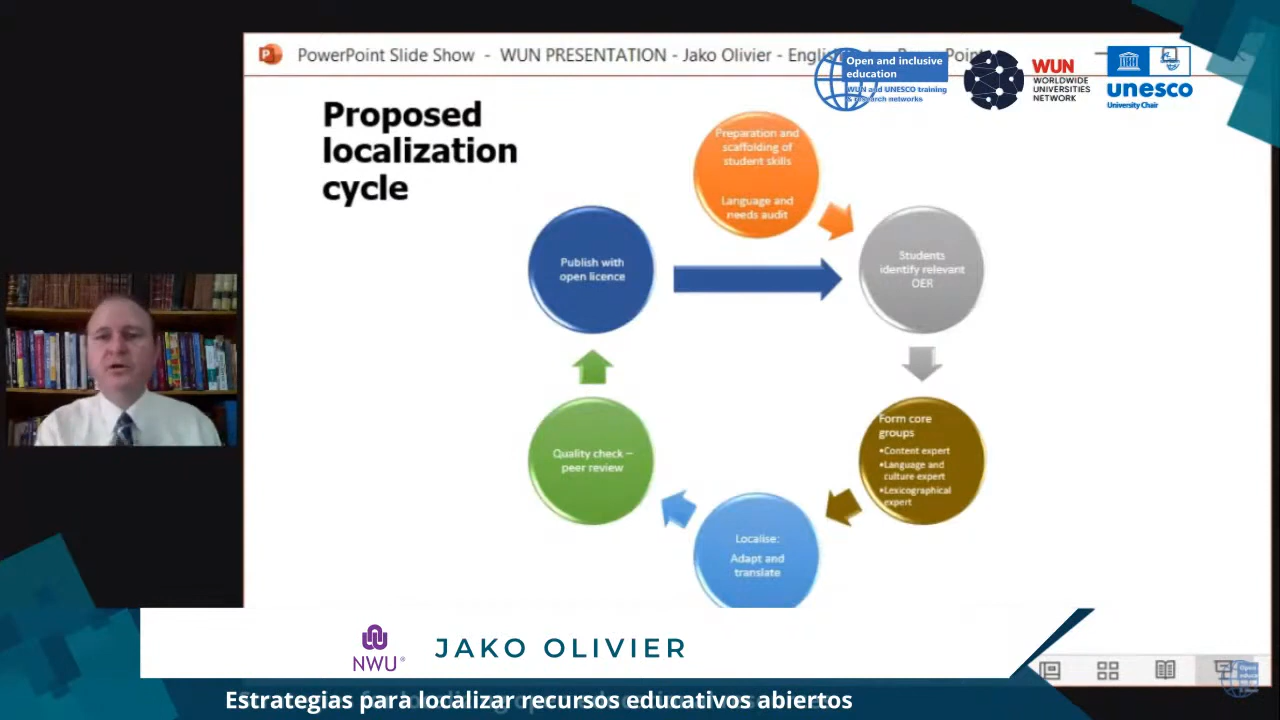 PowerPoint Slide Show - WUN PRESENTATION - Jako Olivier -
Open and inclusive
education
WUN and UNESCO training
& research networks
WUN
WORLDWIDE
UNIVERSITIES
NETWORK
unesco
University Chair
Proposed
localization
cycle
Preparation and
scaffolding of
student skills
Language and
needs audit
Publish with
open licence
Students
identify relevant
OER
Form core
groups
•Content expert
•Language and
culture expert
•Lexicographical
expert
Quality check –
peer review
Localise:
Adapt and
translate
NWU®
JAKO OLIVIER
Estrategias para localizar recursos educativos abiertos